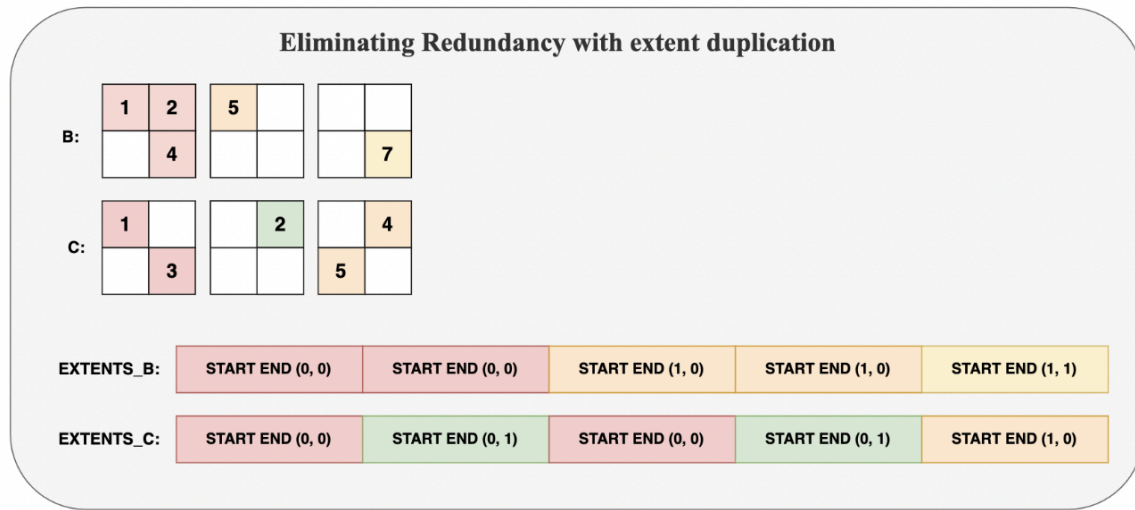 Eliminating Redundancy with extent duplication
B:
1 2 5
4 7
C:
1 2 4
3 5
EXTENTS_B: START END (0, 0) START END (0, 0) START END (1, 0) START END (1, 0) START END (1, 1)
EXTENTS_C: START END (0, 0) START END (0, 1) START END (0, 0) START END (0, 1) START END (1, 0)